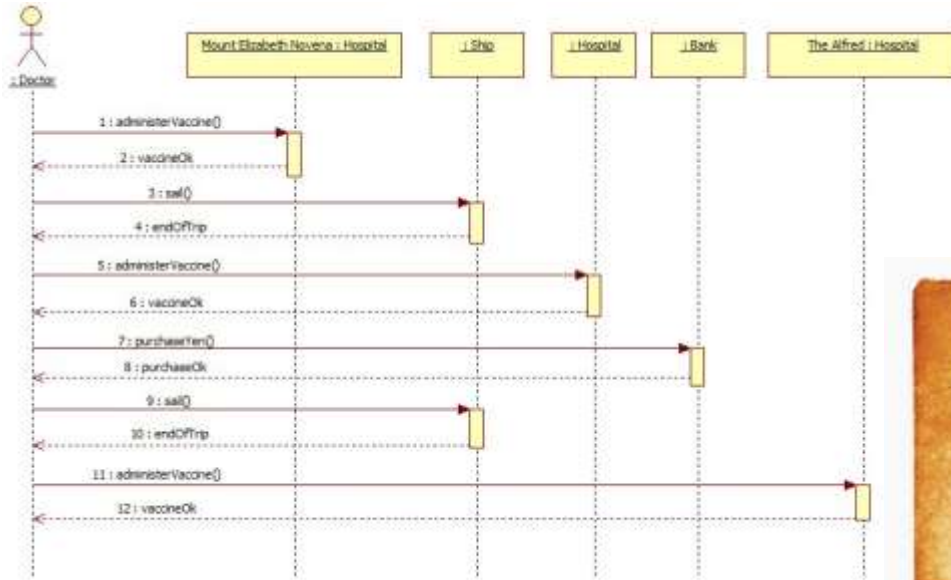 : Doctor
Mount Elizabeth Novena : Hospital
: Ship
: Hospital
: Bank
The Alfred : Hospital
1 : administerVaccine()
2 : vaccineOk
3 : sail()
4 : endOfTrip
5 : administerVaccine()
6 : vaccineOk
7 : purchaseYen()
8 : purchaseOk
9 : sail()
10 : endOfTrip
11 : administerVaccine()
12 : vaccineOk